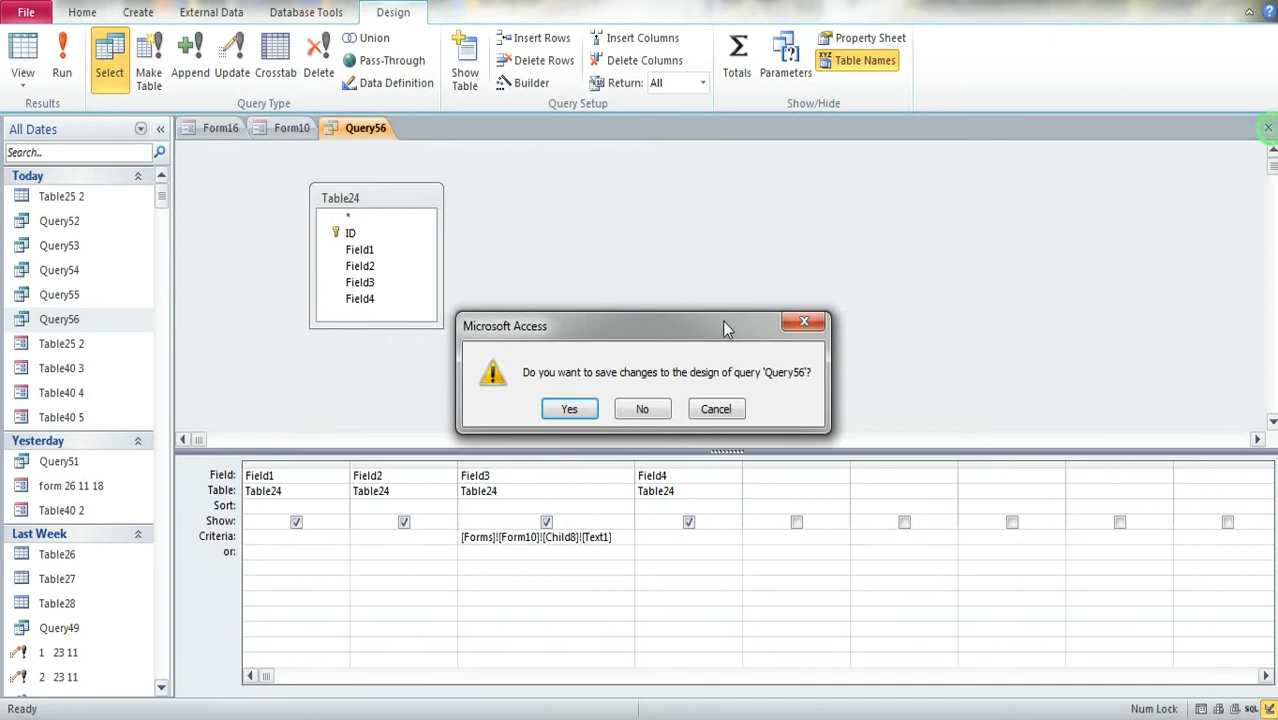 File Home Create External Data Database Tools Design
View Run Select Make Table Append Update Crosstab Delete
Union
Pass-Through
Data Definition
Show Table
Insert Rows
Delete Rows
Builder
Insert Columns
Delete Columns
Return: All
Σ Totals Parameters
Property Sheet
XYZ Table Names
Results Query Type Query Setup Show/Hide
All Dates
Form16 Form10 Query56
Search...
Today
Table25 2
Query52
Query53
Query54
Query55
Query56
Table25 2
Table40 3
Table40 4
Table40 5
Yesterday
Query51
form 26 11 18
Table40 2
Last Week
Table26
Table27
Table28
Query49
1 23 11
2 23 11
Table24
*
ID
Field1
Field2
Field3
Field4
Microsoft Access
Do you want to save changes to the design of query 'Query56'?
Yes No Cancel
Field: Field1 Field2 Field3 Field4
Table: Table24 Table24 Table24 Table24
Sort:
Show:
Criteria: [Forms]![Form10]![Child8]![Text1]
or:
Ready Num Lock SQL